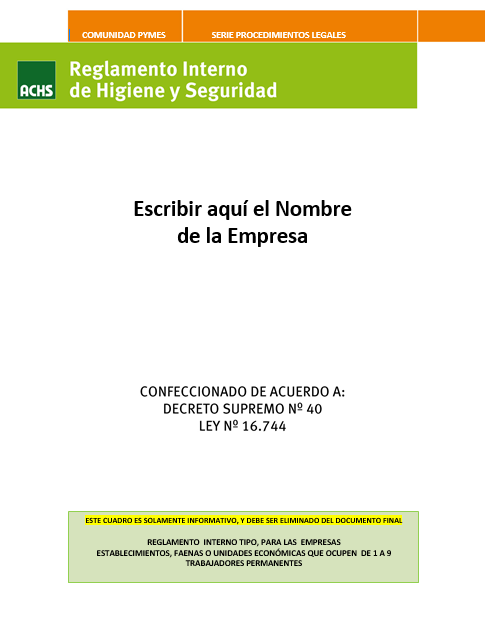 COMUNIDAD PYMES SERIE PROCEDIMIENTOS LEGALES
ACHS
Reglamento Interno
de Higiene y Seguridad
Escribir aquí el Nombre
de la Empresa
CONFECCIONADO DE ACUERDO A:
DECRETO SUPREMO Nº 40
LEY Nº 16.744
ESTE CUADRO ES SOLAMENTE INFORMATIVO, Y DEBE SER ELIMINADO DEL DOCUMENTO FINAL
REGLAMENTO INTERNO TIPO, PARA LAS EMPRESAS
ESTABLECIMIENTOS, FAENAS O UNIDADES ECONÓMICAS QUE OCUPEN DE 1 A 9
TRABAJADORES PERMANENTES